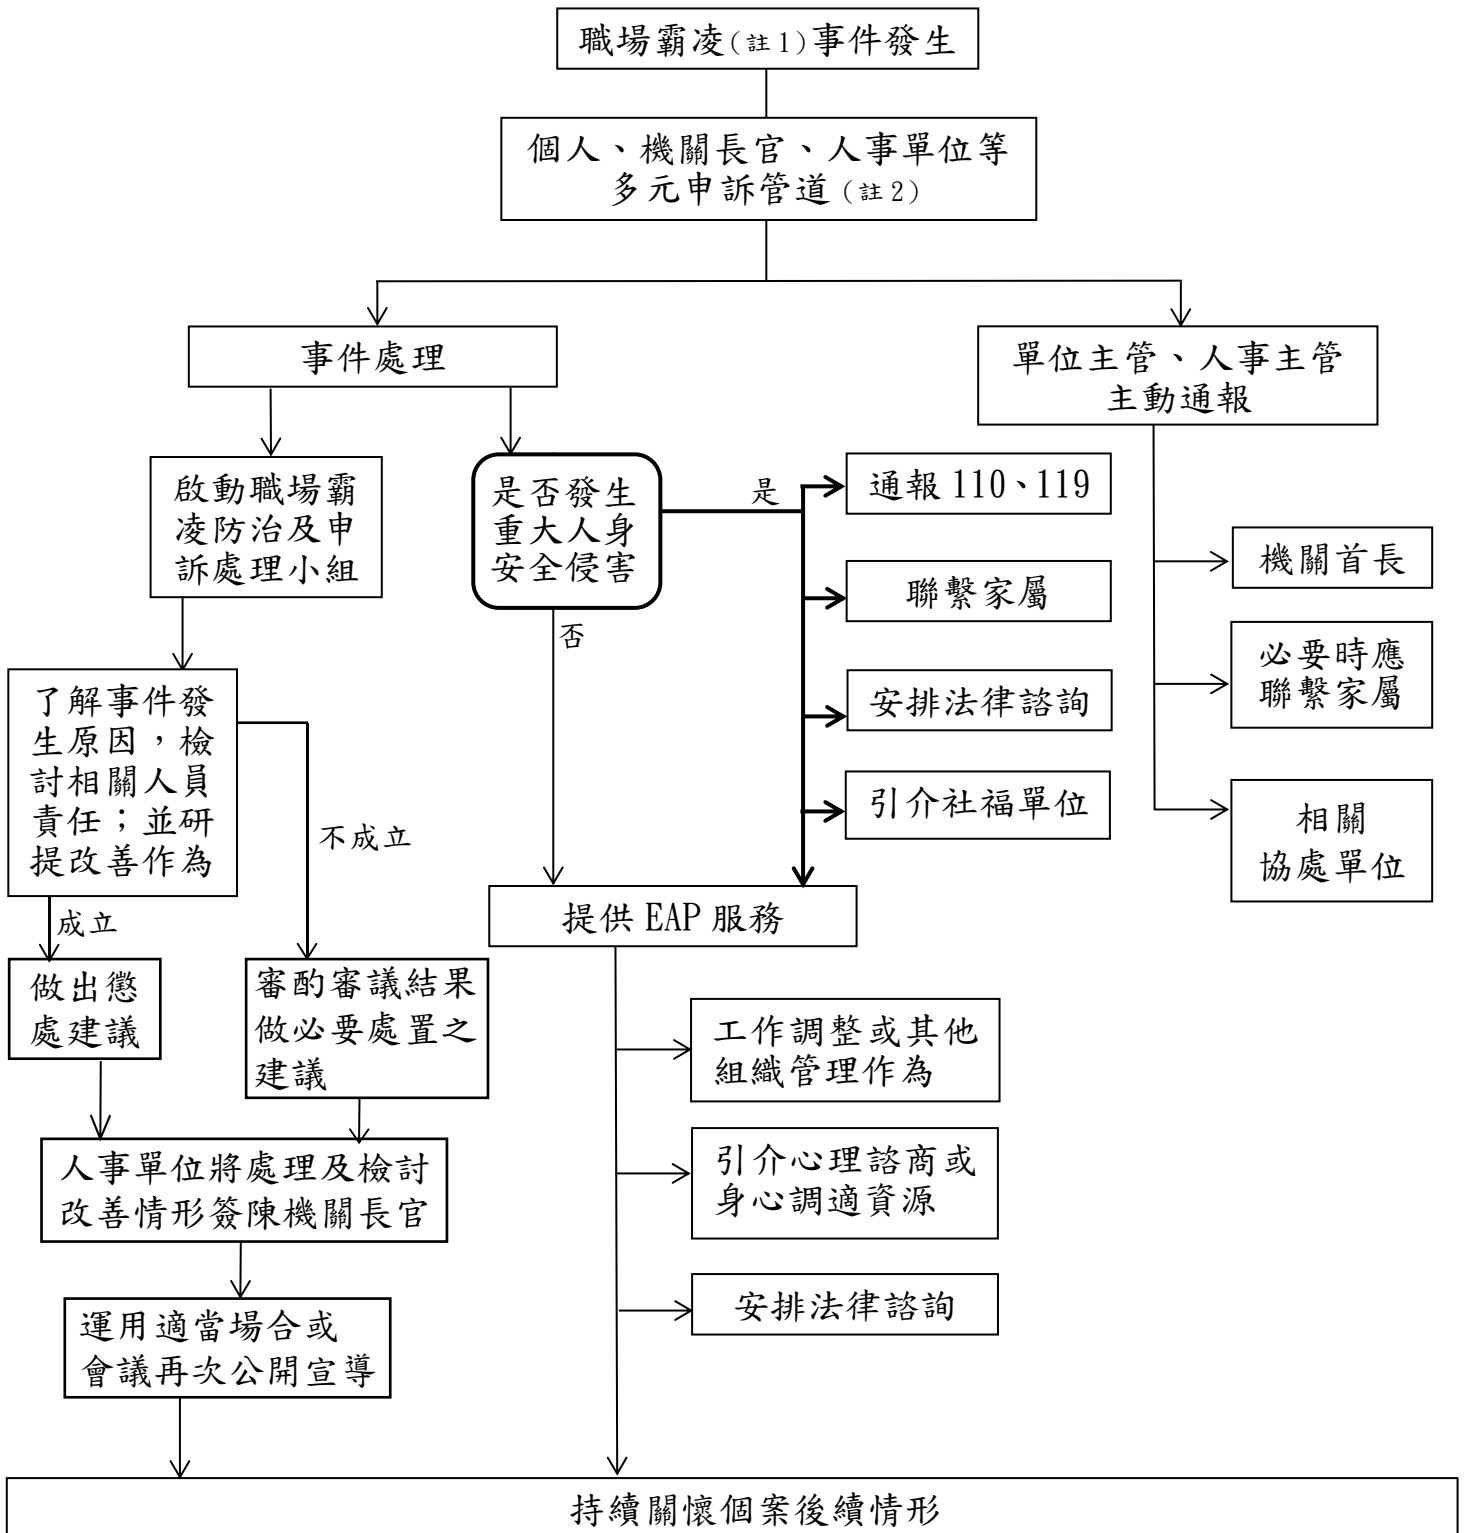 職場霸凌(註1)事件發生
個人、機關長官、人事單位等
多元申訴管道(註2)
事件處理
單位主管、人事主管
主動通報
啟動職場霸
凌防治及申
訴處理小組
是否發生
重大人身
安全侵害
是
否
通報110、119
聯繫家屬
安排法律諮詢
引介社福單位
機關首長
必要時應
聯繫家屬
相關
協處單位
了解事件發
生原因，檢
討相關人員
責任；並研
提改善作為
不成立
成立
做出懲
處建議
審酌審議結果
做必要處置之
建議
提供EAP服務
工作調整或其他
組織管理作為
引介心理諮商或
身心調適資源
安排法律諮詢
人事單位將處理及檢討
改善情形簽陳機關長官
運用適當場合或
會議再次公開宣導
持續關懷個案後續情形